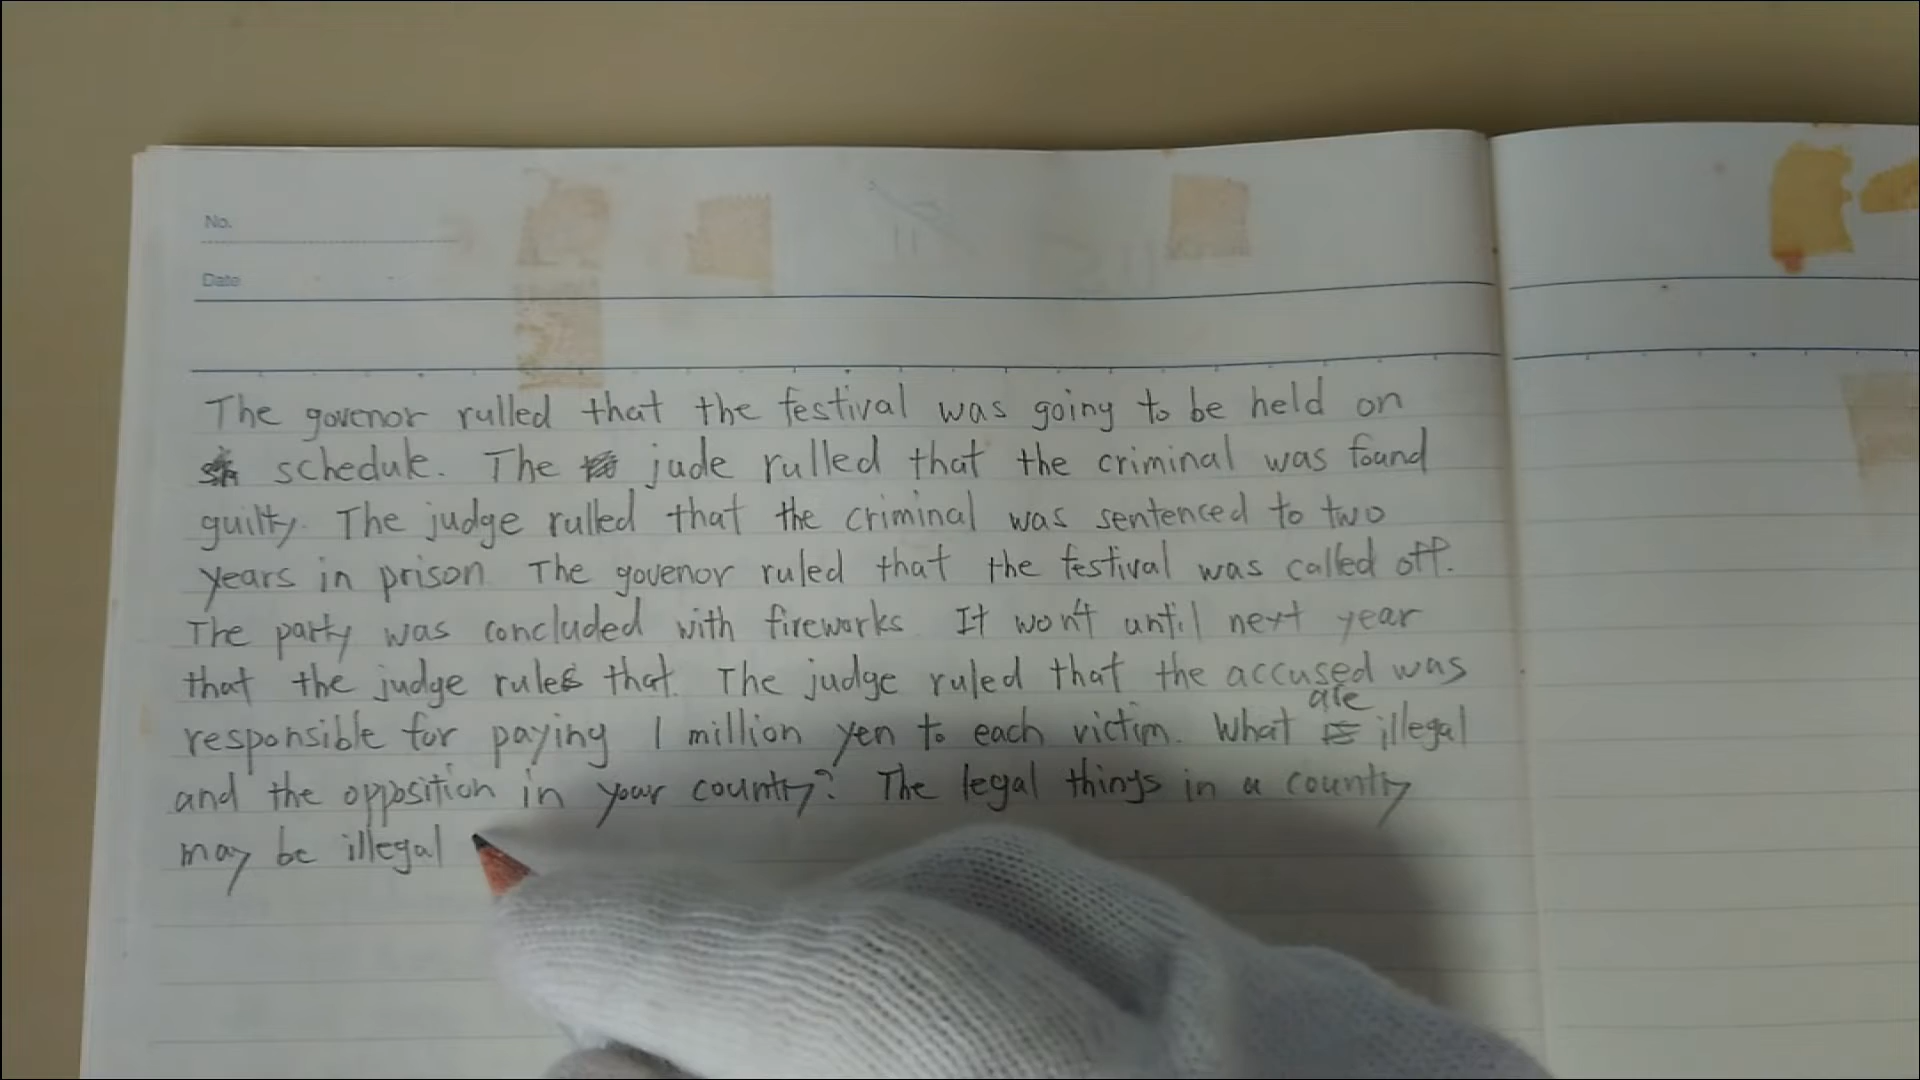 No.
Date
The govenor rulled that the festival was going to be held on
schedule. The jude rulled that the criminal was found
guilty. The judge rulled that the criminal was sentenced to two
years in prison. The govenor ruled that the festival was called off.
The party was concluded with fireworks. It won't until next year
that the judge rules that. The judge ruled that the accused was
responsible for paying 1 million yen to each victim. What are illegal
and the opposition in your country? The legal things in a country
may be illegal